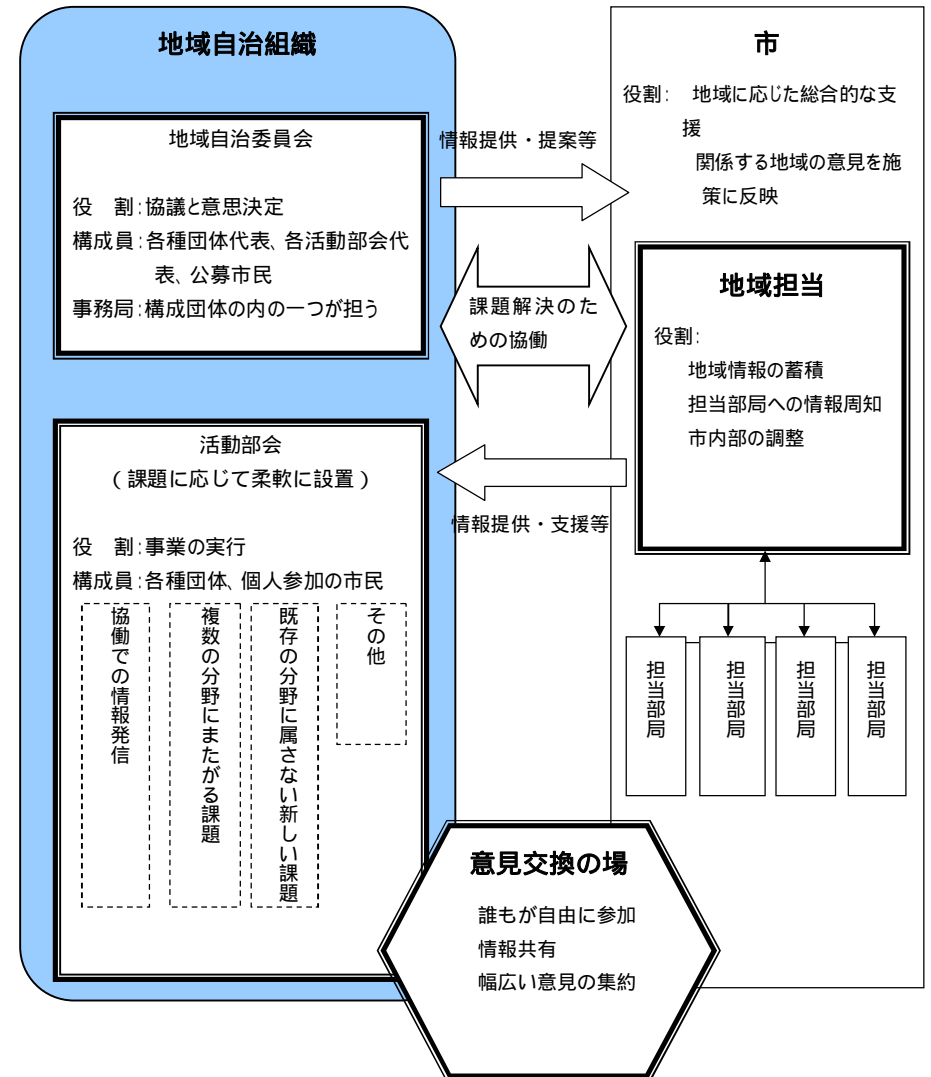 地域自治組織
地域自治委員会
役　割：協議と意思決定
構成員：各種団体代表、各活動部会代
表、公募市民
事務局：構成団体の内の一つが担う
活動部会
（課題に応じて柔軟に設置）
役　割：事業の実行
構成員：各種団体、個人参加の市民
協働での情報発信
複数の分野にまたがる課題
既存の分野に属さない新しい課題
その他
情報提供・提案等
課題解決のた
めの協働
情報提供・支援等
市
役割：　地域に応じた総合的な支
援
関係する地域の意見を施
策に反映
地域担当
役割：
地域情報の蓄積
担当部局への情報周知
市内部の調整
担当部局
担当部局
担当部局
担当部局
意見交換の場
誰もが自由に参加
情報共有
幅広い意見の集約